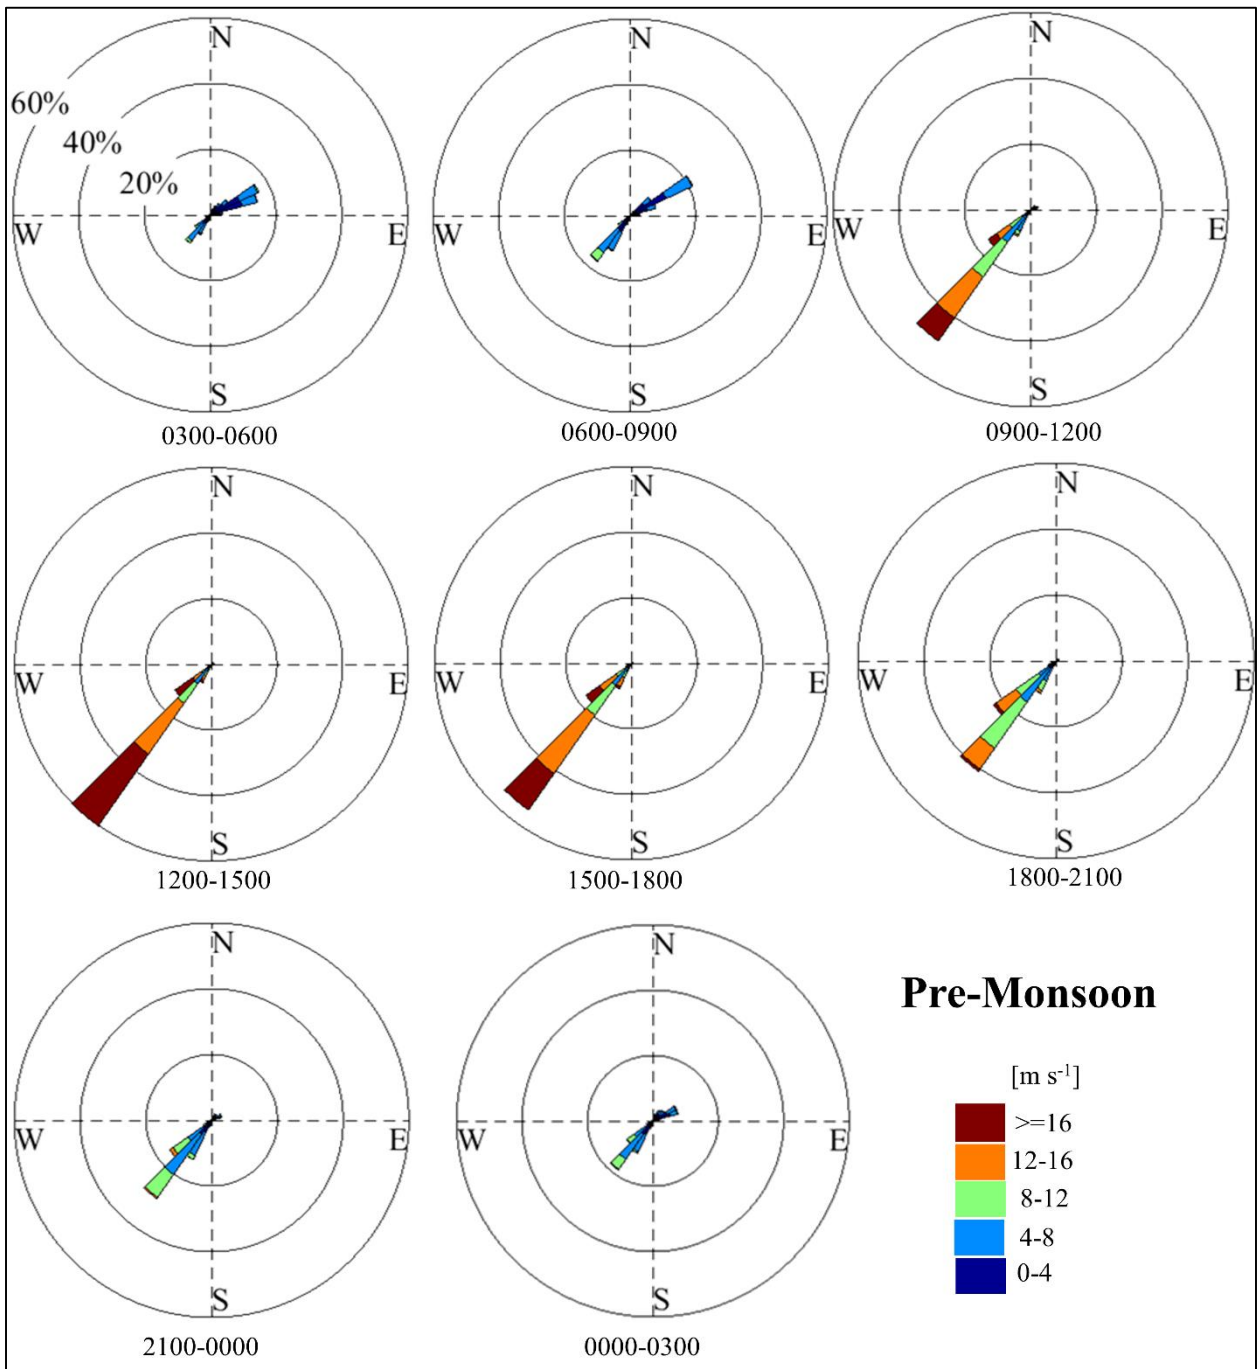 N
N
N
60%
40%
20%
W
E
W
E
W
E
S
S
S
0300-0600
0600-0900
0900-1200
N
N
N
W
E
W
E
W
E
S
S
S
1200-1500
1500-1800
1800-2100
N
N
W
E
W
E
S
S
2100-0000
0000-0300
Pre-Monsoon
[m s⁻¹]
>=16
12-16
8-12
4-8
0-4